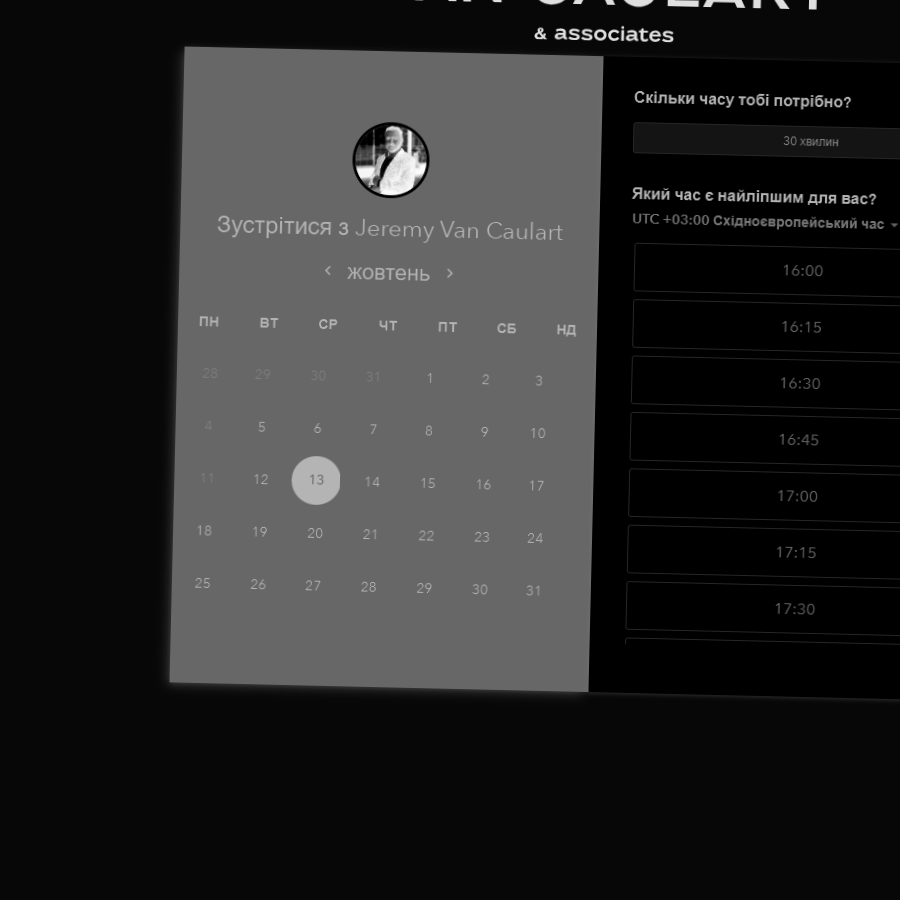 & associates
Зустрітися з Jeremy Van Caulart
‹ жовтень ›
ПН ВТ СР ЧТ ПТ СБ НД
28 29 30 31 1 2 3
4 5 6 7 8 9 10
11 12 13 14 15 16 17
18 19 20 21 22 23 24
25 26 27 28 29 30 31
Скільки часу тобі потрібно?
30 хвилин
Який час є найліпшим для вас?
UTC +03:00 Східноєвропейський час
16:00
16:15
16:30
16:45
17:00
17:15
17:30